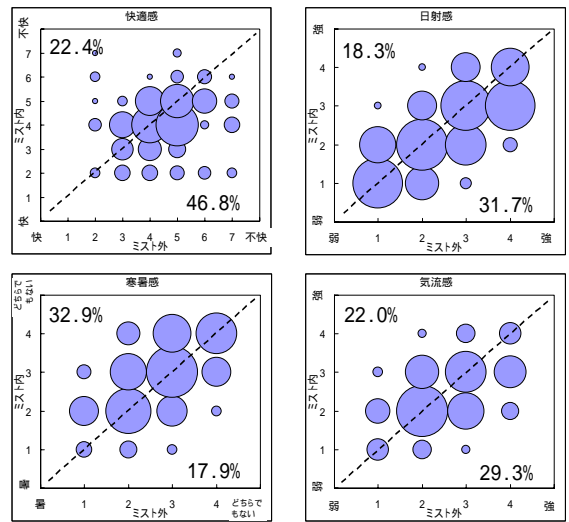 快適感
不快
7
6
5
4
3
2
1
快
ミスト内
22.4%
46.8%
快
1
2
3
4
5
6
7
不快
ミスト外
日射感
強
4
3
2
1
弱
ミスト内
18.3%
31.7%
弱
1
2
3
4
強
ミスト外
寒暑感
どちらで
もない
4
3
2
1
暑
ミスト内
32.9%
17.9%
暑
1
2
3
4
どちらで
もない
ミスト外
気流感
強
4
3
2
1
弱
ミスト内
22.0%
29.3%
弱
1
2
3
4
強
ミスト外